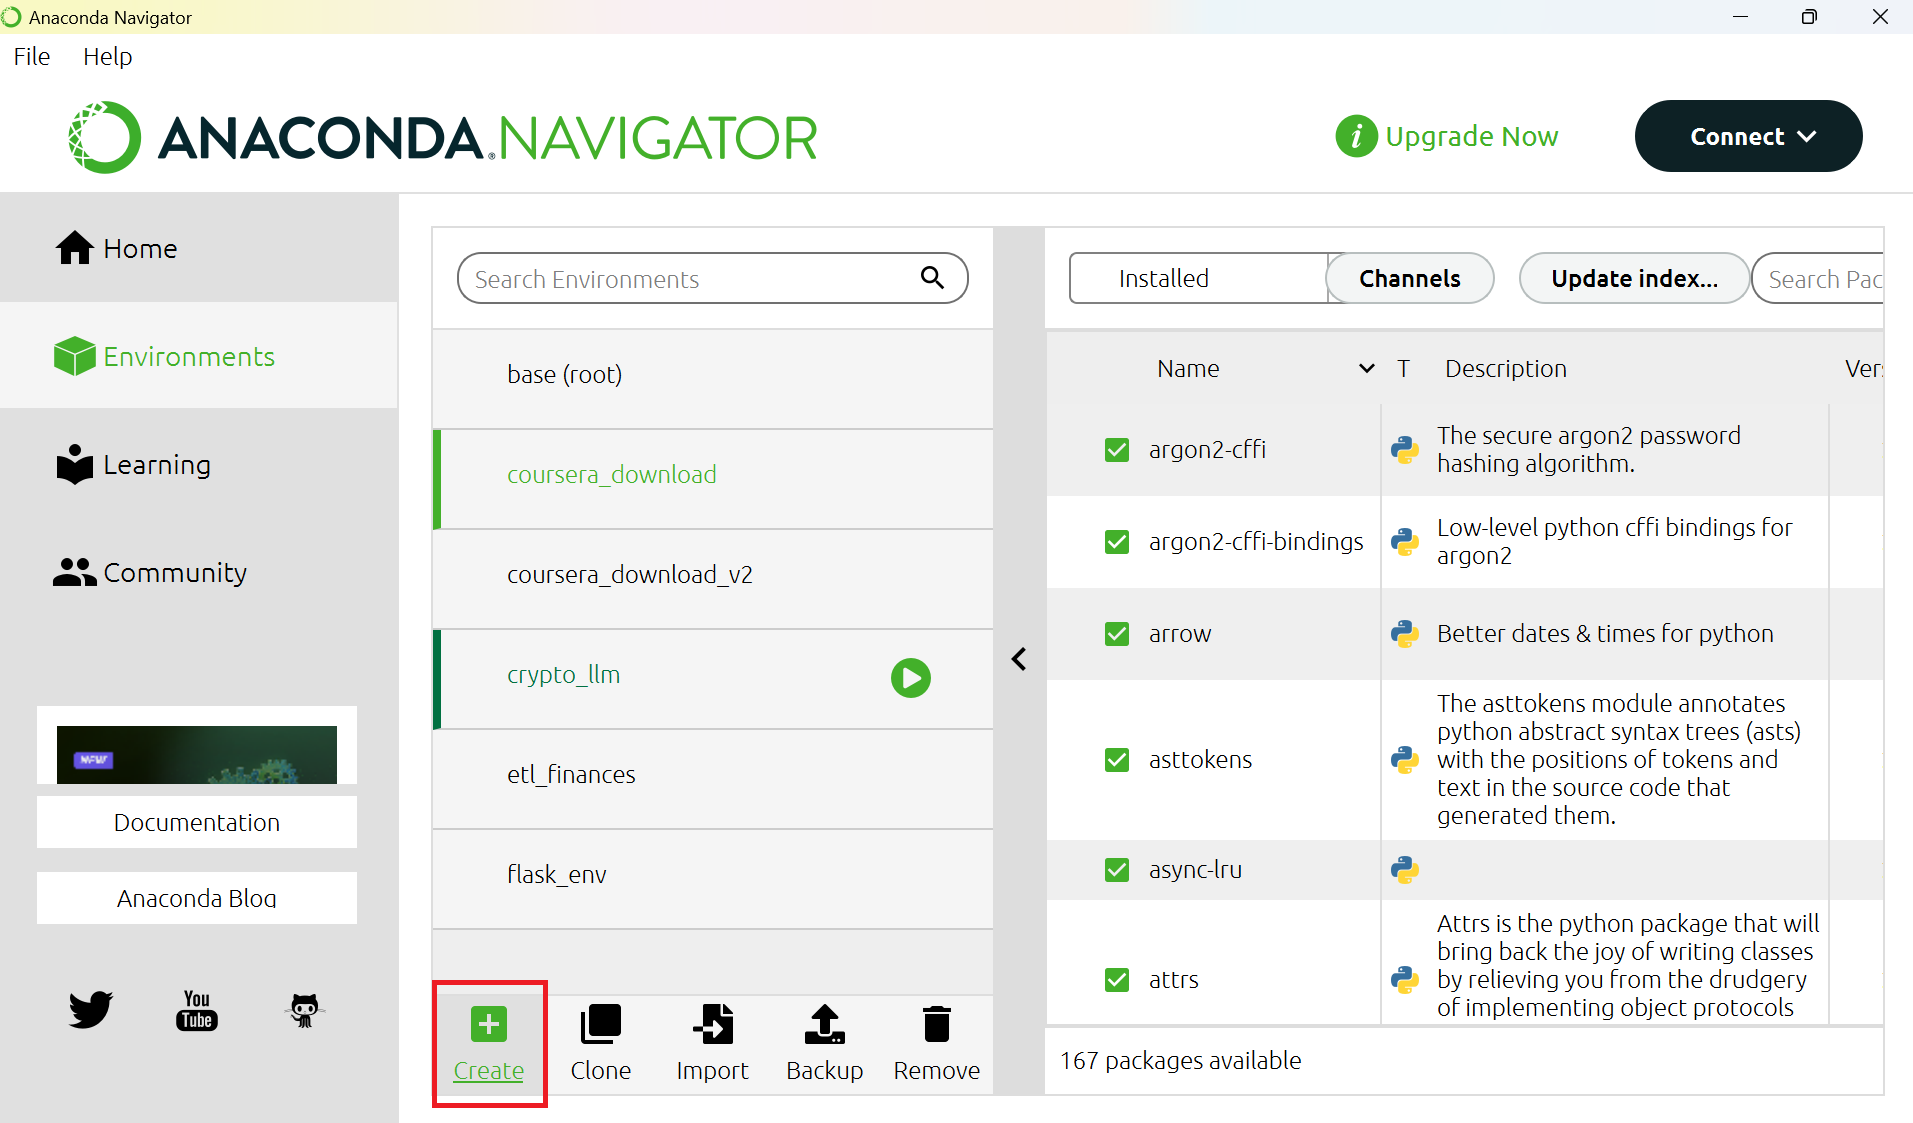 Anaconda Navigator
File Help
ANACONDA.NAVIGATOR
Upgrade Now
Connect
Home
Environments
Learning
Community
NEW
Documentation
Anaconda Blog
You
Tube
Search Environments
base (root)
coursera_download
coursera_download_v2
crypto_llm
etl_finances
flask_env
Create
Clone
Import
Backup
Remove
Installed
Channels
Update index...
Search Pac
Name T Description Ver
argon2-cffi
The secure argon2 password
hashing algorithm.
argon2-cffi-bindings
Low-level python cffi bindings for
argon2
arrow
Better dates & times for python
asttokens
The asttokens module annotates
python abstract syntax trees (asts)
with the positions of tokens and
text in the source code that
generated them.
async-lru
attrs
Attrs is the python package that will
bring back the joy of writing classes
by relieving you from the drudgery
of implementing object protocols
167 packages available